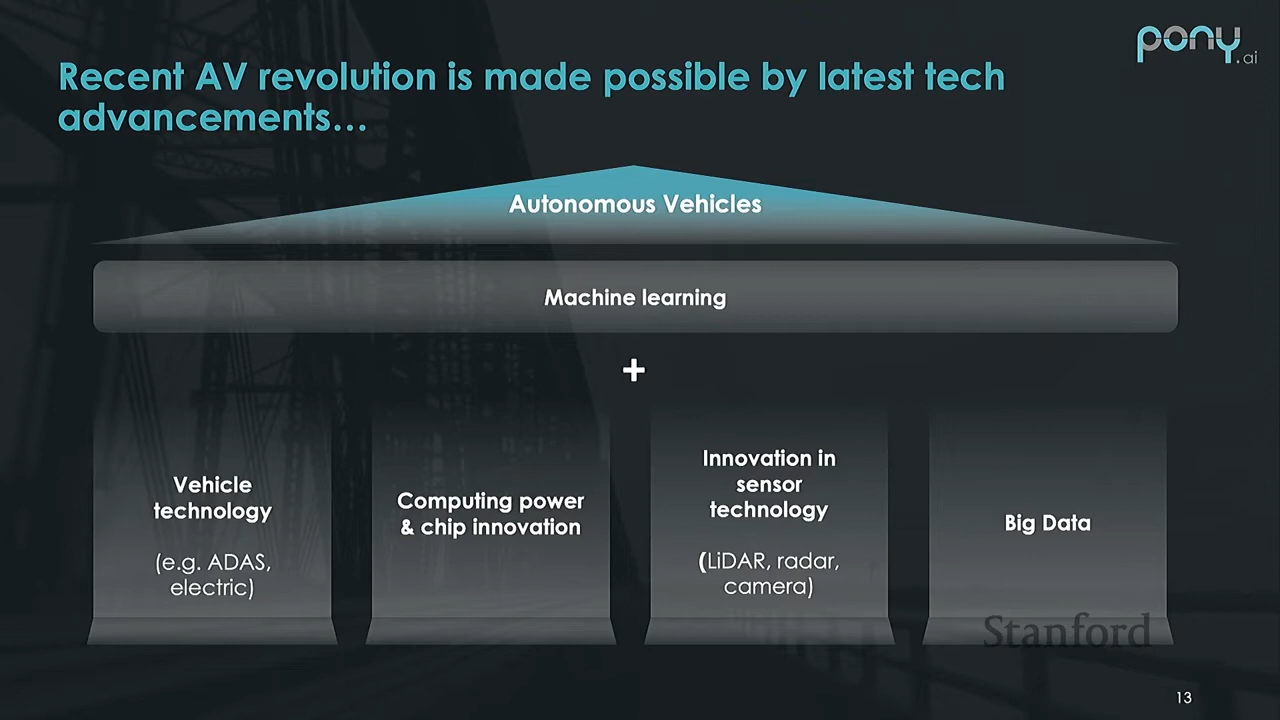 pony.ai
Recent AV revolution is made possible by latest tech
advancements...
Autonomous Vehicles
Machine learning
+
Vehicle
technology
(e.g. ADAS,
electric)
Computing power
& chip innovation
Innovation in
sensor
technology
(LiDAR, radar,
camera)
Big Data
Stanford
13